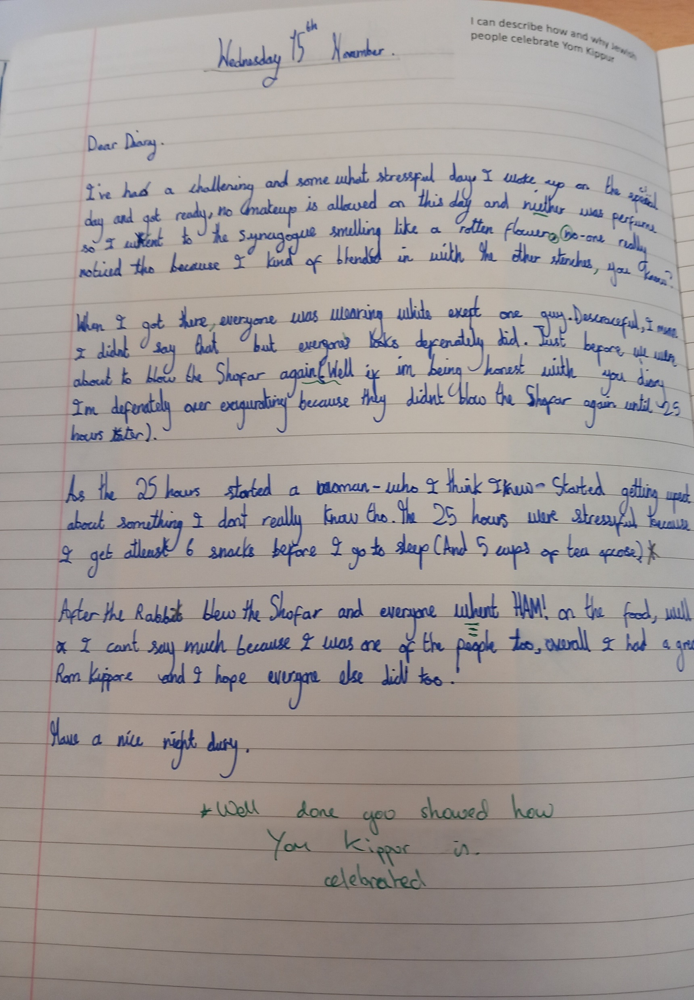 I can describe how and why Jewish
people celebrate Yom Kippur
Wednesday 15th November.
Dear Diary.
I've had a challening and some what stressful day, I woke up on the special
day and got ready, no makeup is allowed on this day and niether was perfume
so I whent to the synagogue smelling like a rotten flower, no-one really
noticed tho because I kind of blended in with the other stenches, you know?
When I got there, everyone was wearing white exept one guy. Descraceful, I mean
I didnt say that but everyone's looks defenately did. Just before we were
about to blow the Shofar again (Well if im being honest with you diary
I'm defenately over exagurating because they didnt blow the Shofar again until 25
hours later).
As the 25 hours started a woman - who I think I knew - Started getting upset
about something I don't really know tho. The 25 hours were stressful because
I get atleast 6 snacks before I go to sleep (And 5 cups of tea ofcose)
After the Rabbi blew the Shofar and everyone whent HAM! on the food, well
I can't say much because I was one of the people too, overall I had a
Rom Kippore and I hope everyone else did too!
Have a nice night diary.
* Well done you showed how
Yom Kippur is.
celebrated